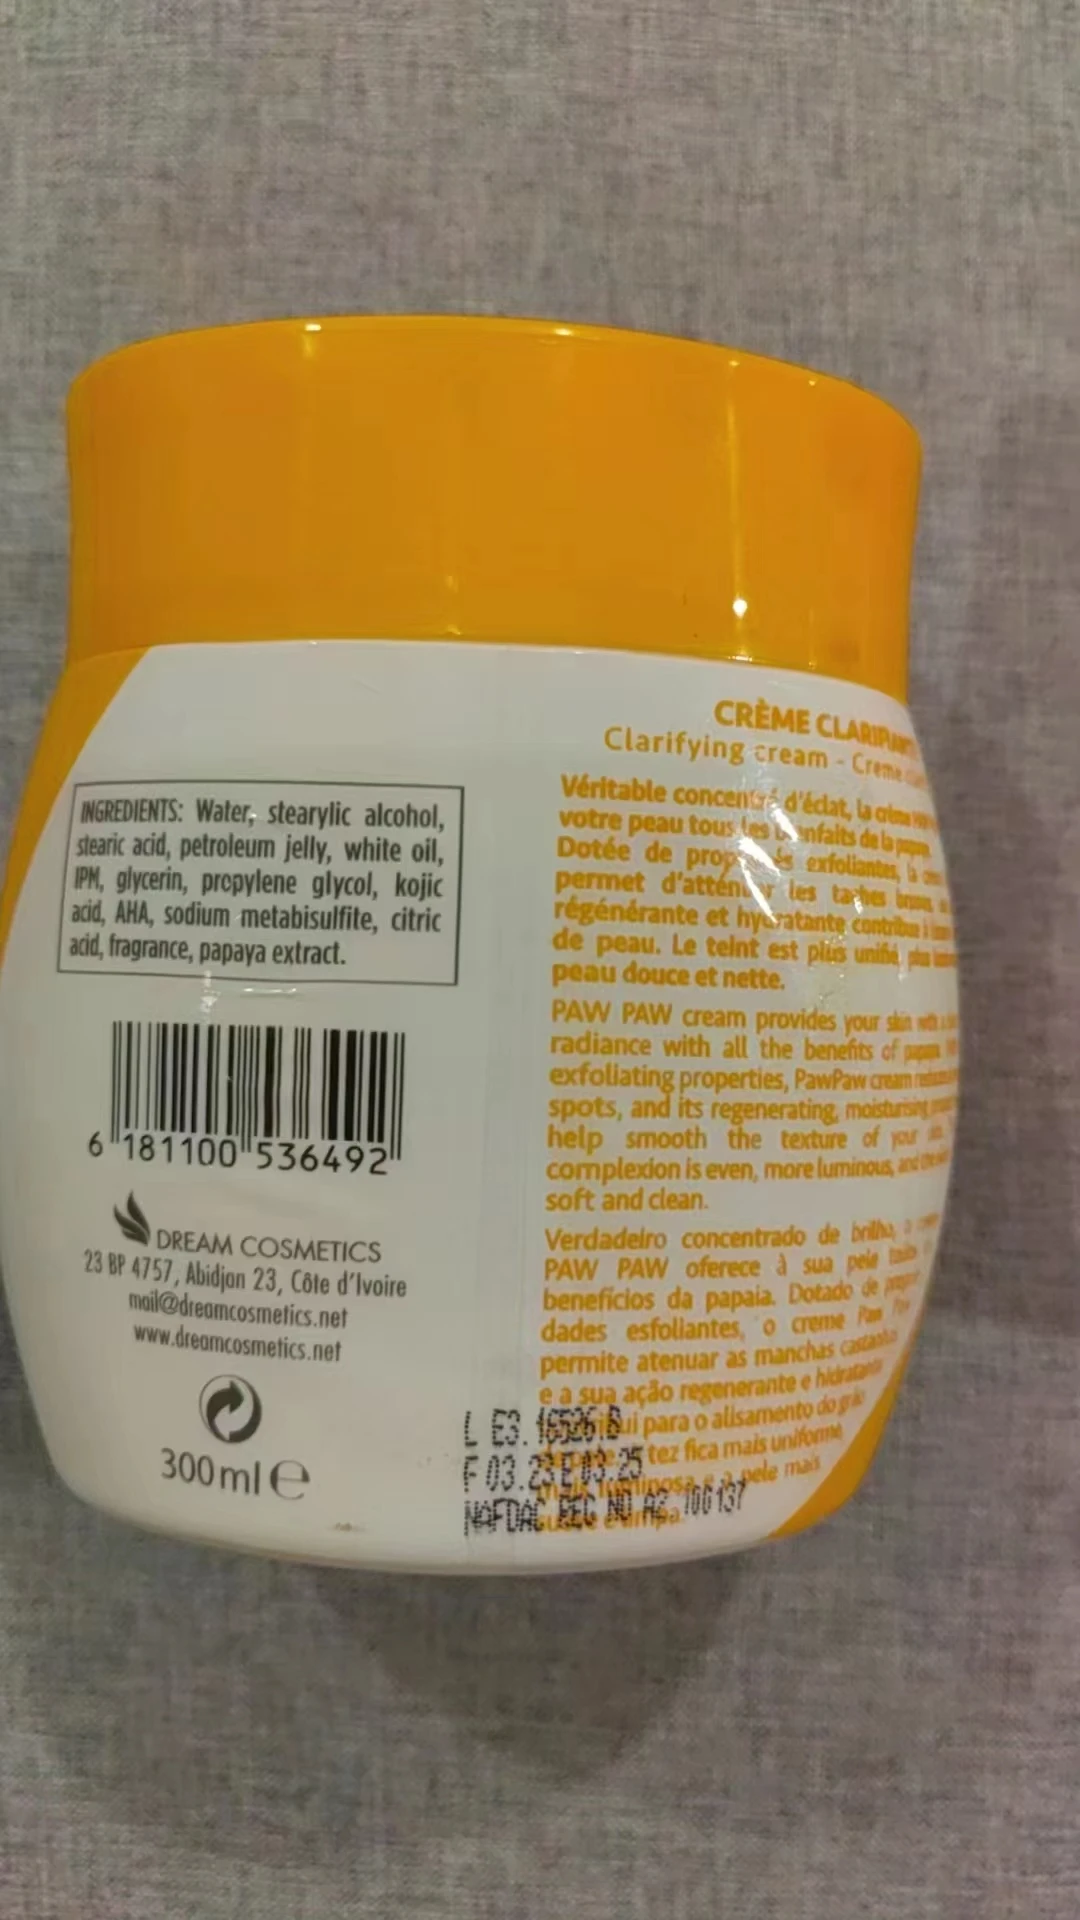 INGREDIENTS: Water, stearylic alcohol,
stearic acid, petroleum jelly, white oil,
IPM, glycerin, propylene glycol, kojic
acid, AHA, sodium metabisulfite, citric
acid, fragrance, papaya extract.
6 181100 536492
DREAM COSMETICS
23 BP 4757, Abidjan 23, Côte d'Ivoire
mail@dreamcosmetics.net
www.dreamcosmetics.net
300ml e
CRÈME CLARIFIANTE
Clarifying cream - Creme
Véritable concentré d'éclat, la crème
votre peau tous les bienfaits de la papaye.
Dotée de exfoliantes, la
permet d'atténuer les taches brunes
régénérante et hydratante contribue à
de peau. Le teint est plus unifié, plus
peau douce et nette.
PAW PAW cream provides your skin with
radiance with all the benefits of papaya.
exfoliating properties, PawPaw cream
spots, and its regenerating, moisturising
help smooth the texture of your
complexion is even, more luminous, and
soft and clean.
Verdadeiro concentrado de brilho, o
PAW PAW oferece à sua pele
benefícios da papaia. Dotado de
dades esfoliantes, o creme Paw
permite atenuar as manchas castanhas
e a sua ação regenerante e hidratante
para o alisamento do
tez fica mais uniforme
pele mais
L E3. 16526.B
F 03.23 E 03.25
NAFDAC REG NO A2 100137